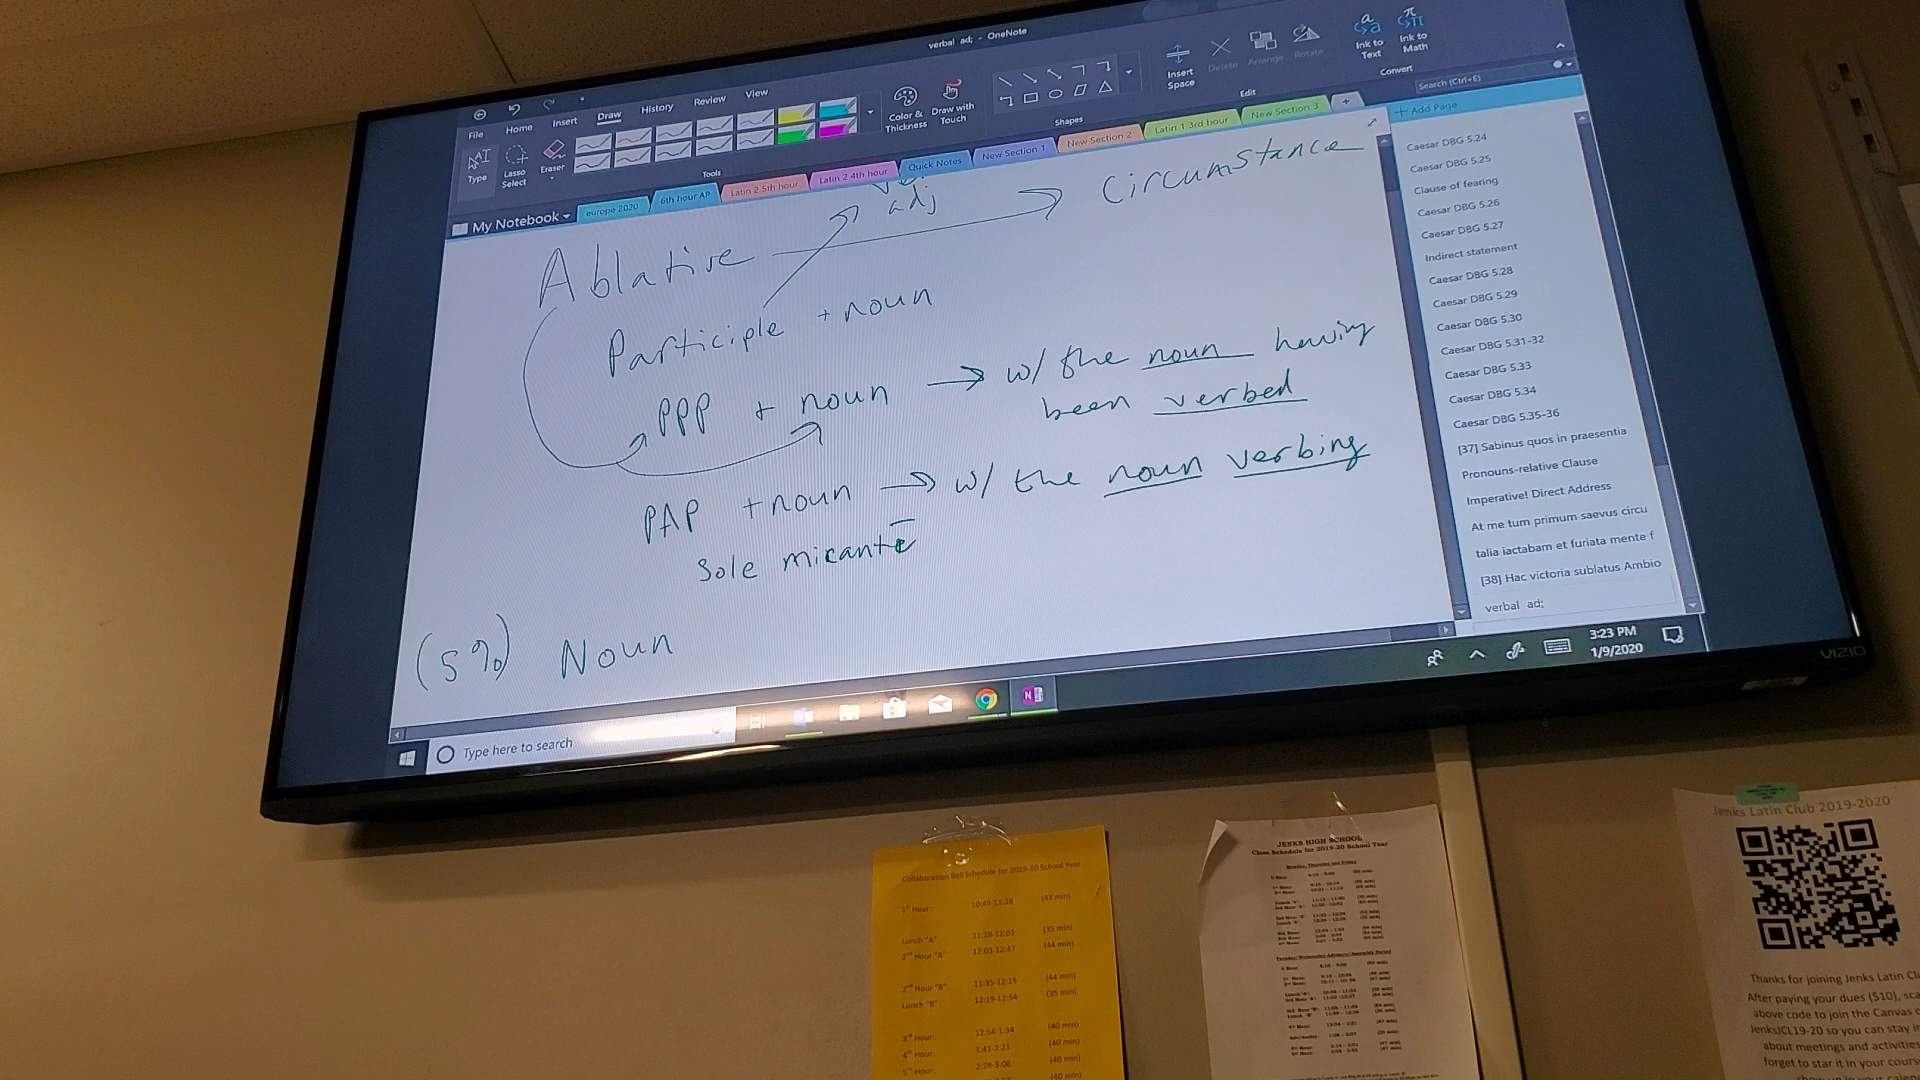 verbal ad; - OneNote
File Home Insert Draw History Review View
Type
Lasso Select
Eraser
Tools
Color & Thickness
Draw with Touch
Shapes
Insert Space
Delete
Arrange
Rotate
Edit
Ink to Text
Ink to Math
Convert
Search (Ctrl+E)
My Notebook
europe 2020
6th hour AP
Latin 2 5th hour
Latin 2 4th hour
Quick Notes
New Section 1
New Section 2
Latin 1 3rd hour
New Section 3
+
+ Add Page
Caesar DBG 5.24
Caesar DBG 5.25
Clause of fearing
Caesar DBG 5.26
Caesar DBG 5.27
Indirect statement
Caesar DBG 5.28
Caesar DBG 5.29
Caesar DBG 5.30
Caesar DBG 5.31-32
Caesar DBG 5.33
Caesar DBG 5.34
Caesar DBG 5.35-36
[37] Sabinus quos in praesentia
Pronouns-relative Clause
Imperative! Direct Address
At me tum primum saevus circu
talia iactabam et furiata mente f
[38] Hac victoria sublatus Ambio
verbal ad;
adj
Ablative → Circumstance
Participle + noun
PPP + noun → w/ the noun having
been verbed
PAP + noun → w/ the noun verbing
Sole micante
(5%) Noun
Type here to search
3:23 PM
1/9/2020
VIZIO
Collaboration Bell Schedule for 2019-20 School Year
1st Hour: 10:45-11:28 (43 min)
Lunch "A" 11:28-12:03 (35 min)
2nd Hour "A" 12:03-12:47 (44 min)
2nd Hour "B" 11:35-12:19 (44 min)
Lunch "B" 12:19-12:54 (35 min)
3rd Hour: 12:54-1:34 (40 min)
4th Hour: 1:41-2:21 (40 min)
5th Hour: 2:28-3:08 (40 min)
(40 min)
JENKS HIGH SCHOOL
Class Schedule for 2019-20 School Year
Monday, Thursday and Friday
Jenks Latin Club 2019-2020
Thanks for joining Jenks Latin Cl
After paying your dues ($10), sca
above code to join the Canvas c
JenksJCL19-20 so you can stay in
about meetings and activities
forget to star it in your cours